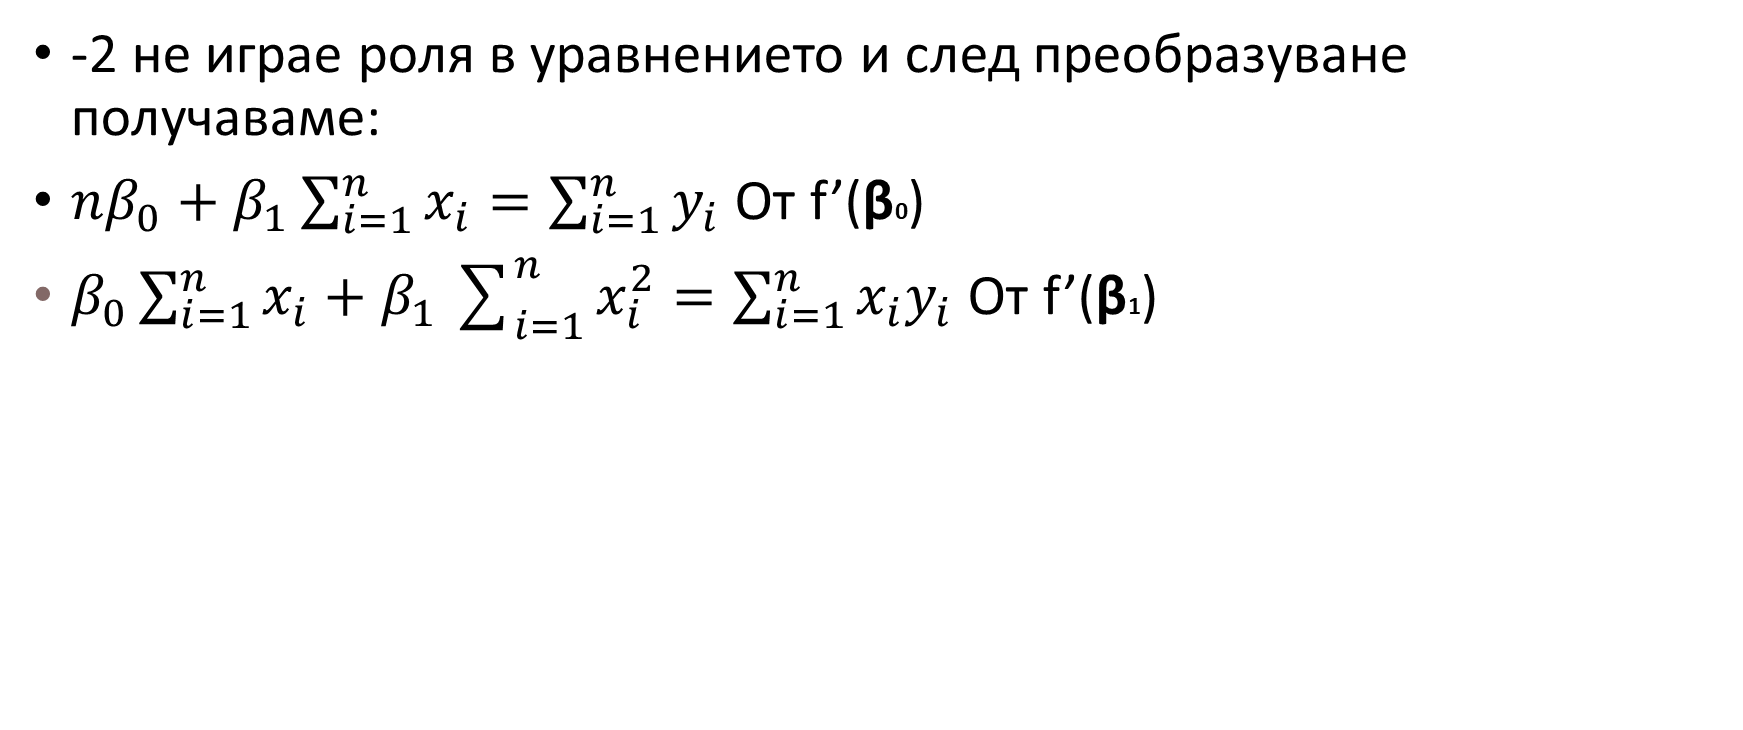 • -2 не играе роля в уравнението и след преобразуване
получаваме:
• 𝑛𝛽₀ + 𝛽₁ ∑ⁿᵢ₌₁ 𝑥ᵢ = ∑ⁿᵢ₌₁ 𝑦ᵢ От f’(β₀)
• 𝛽₀ ∑ⁿᵢ₌₁ 𝑥ᵢ + 𝛽₁ ∑ⁿᵢ₌₁ 𝑥ᵢ² = ∑ⁿᵢ₌₁ 𝑥ᵢ𝑦ᵢ От f’(β₁)